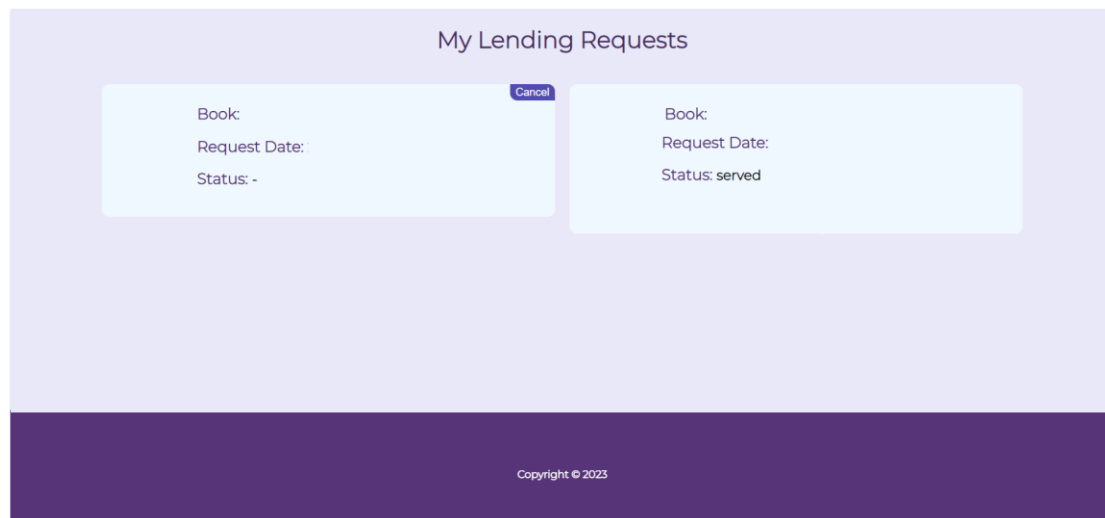 My Lending Requests
Cancel
Book:
Request Date:
Status: -
Book:
Request Date:
Status: served
Copyright © 2023